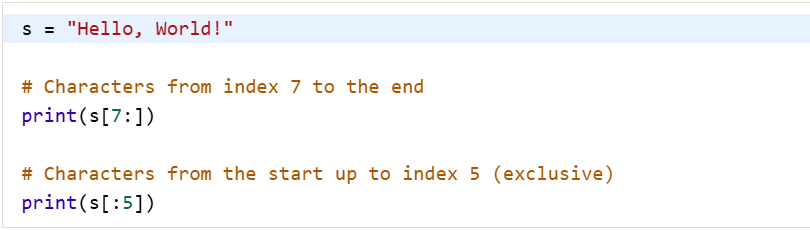 s = "Hello, World!"
# Characters from index 7 to the end
print(s[7:])
# Characters from the start up to index 5 (exclusive)
print(s[:5])